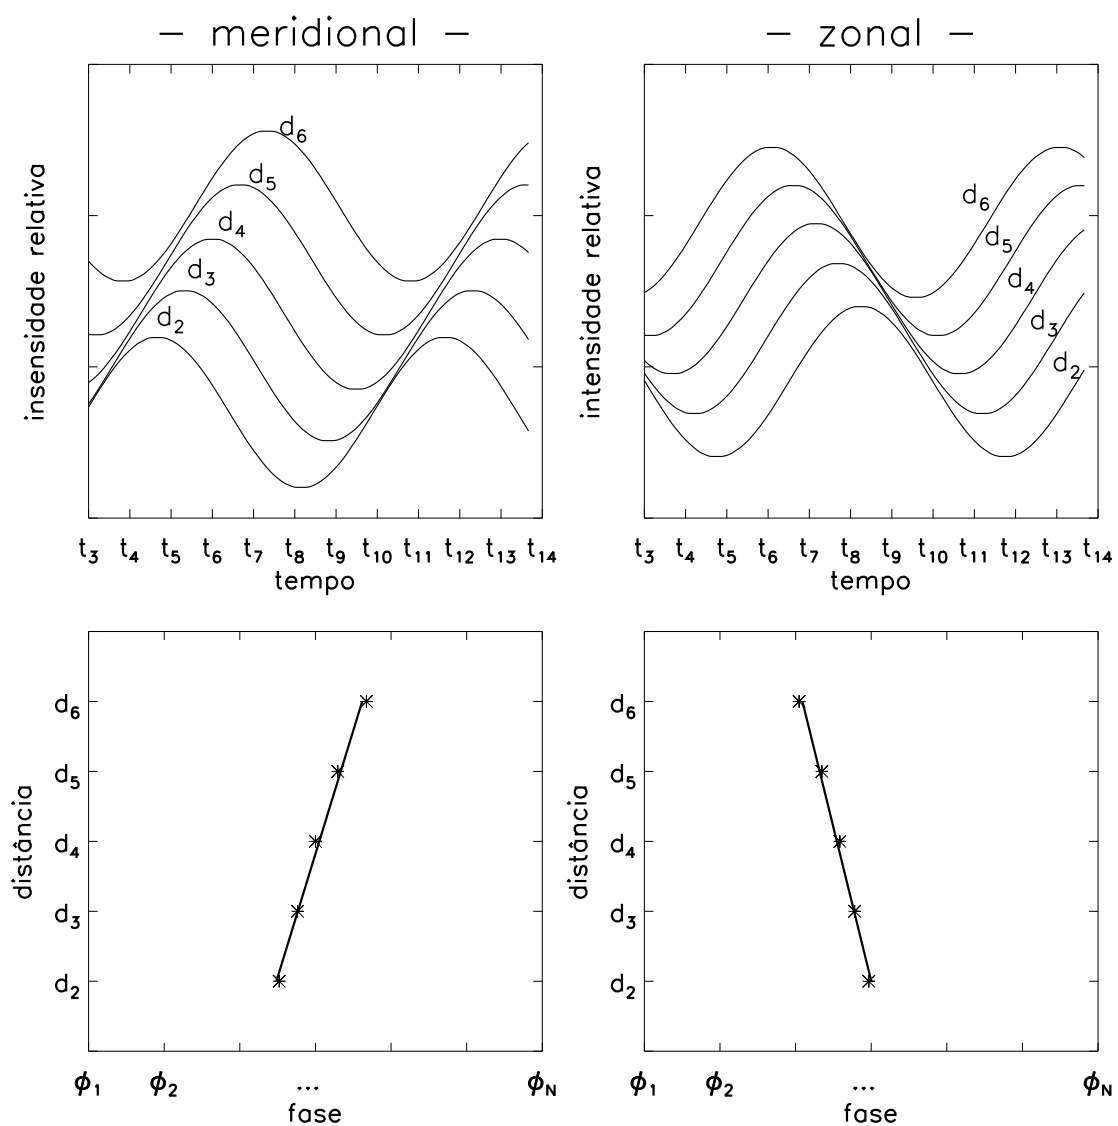 — meridional —
— zonal —
insensidade relativa
d6
d5
d4
d3
d2
t3 t4 t5 t6 t7 t8 t9 t10 t11 t12 t13 t14
tempo
intensidade relativa
d6
d5
d4
d3
d2
t3 t4 t5 t6 t7 t8 t9 t10 t11 t12 t13 t14
tempo
distância
d6
d5
d4
d3
d2
ϕ1 ϕ2 ... ϕN
fase
distância
d6
d5
d4
d3
d2
ϕ1 ϕ2 ... ϕN
fase